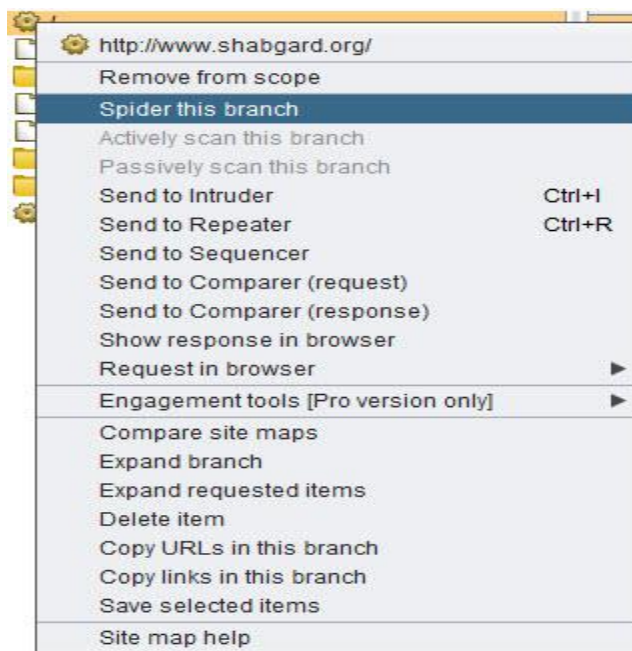 http://www.shabgard.org/
Remove from scope
Spider this branch
Actively scan this branch
Passively scan this branch
Send to Intruder Ctrl+I
Send to Repeater Ctrl+R
Send to Sequencer
Send to Comparer (request)
Send to Comparer (response)
Show response in browser
Request in browser
Engagement tools [Pro version only]
Compare site maps
Expand branch
Expand requested items
Delete item
Copy URLs in this branch
Copy links in this branch
Save selected items
Site map help